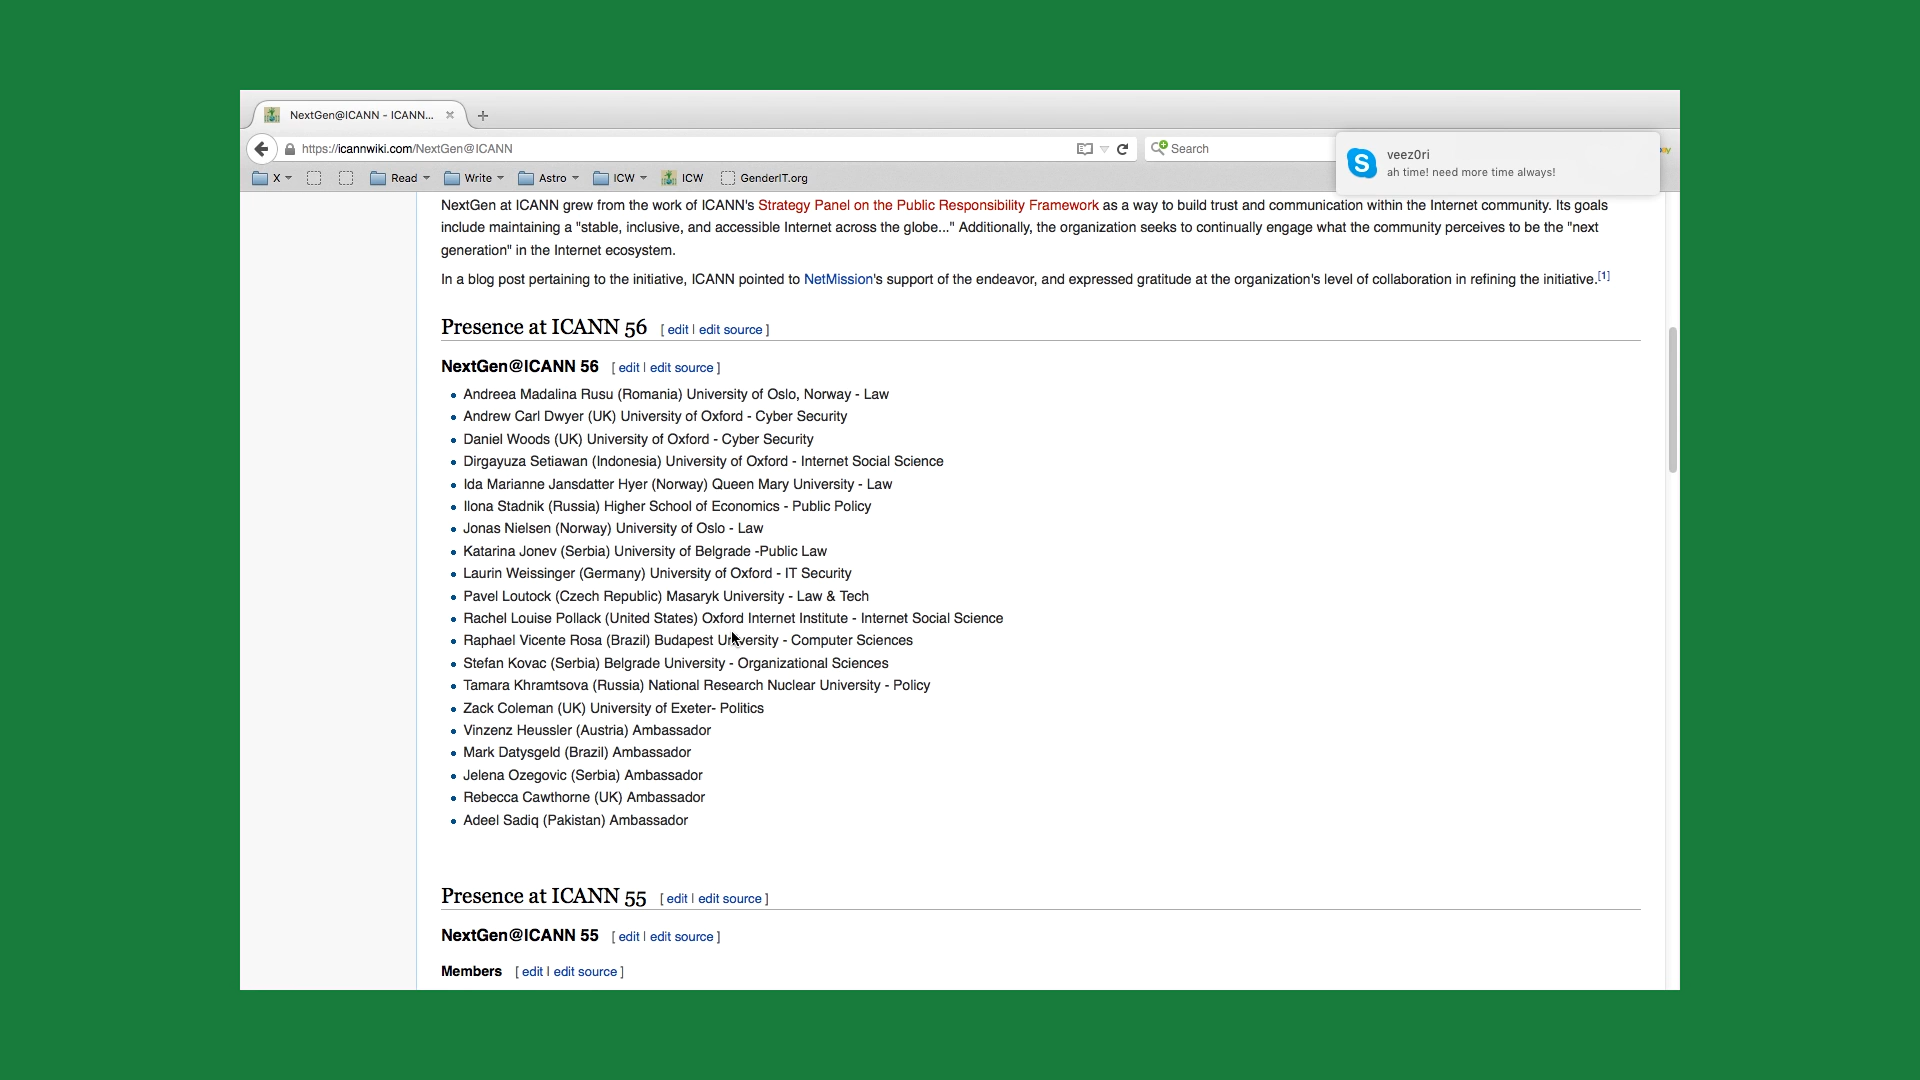 NextGen@ICANN - ICANN...
https://icannwiki.com/NextGen@ICANN
Search
veez0ri
ah time! need more time always!
X
Read
Write
Astro
ICW
ICW
GenderIT.org
NextGen at ICANN grew from the work of ICANN's Strategy Panel on the Public Responsibility Framework as a way to build trust and communication within the Internet community. Its goals
include maintaining a "stable, inclusive, and accessible Internet across the globe..." Additionally, the organization seeks to continually engage what the community perceives to be the "next
generation" in the Internet ecosystem.
In a blog post pertaining to the initiative, ICANN pointed to NetMission's support of the endeavor, and expressed gratitude at the organization's level of collaboration in refining the initiative.[1]
Presence at ICANN 56 [ edit | edit source ]
NextGen@ICANN 56 [ edit | edit source ]
Andreea Madalina Rusu (Romania) University of Oslo, Norway - Law
Andrew Carl Dwyer (UK) University of Oxford - Cyber Security
Daniel Woods (UK) University of Oxford - Cyber Security
Dirgayuza Setiawan (Indonesia) University of Oxford - Internet Social Science
Ida Marianne Jansdatter Hyer (Norway) Queen Mary University - Law
Ilona Stadnik (Russia) Higher School of Economics - Public Policy
Jonas Nielsen (Norway) University of Oslo - Law
Katarina Jonev (Serbia) University of Belgrade -Public Law
Laurin Weissinger (Germany) University of Oxford - IT Security
Pavel Loutock (Czech Republic) Masaryk University - Law & Tech
Rachel Louise Pollack (United States) Oxford Internet Institute - Internet Social Science
Raphael Vicente Rosa (Brazil) Budapest University - Computer Sciences
Stefan Kovac (Serbia) Belgrade University - Organizational Sciences
Tamara Khramtsova (Russia) National Research Nuclear University - Policy
Zack Coleman (UK) University of Exeter- Politics
Vinzenz Heussler (Austria) Ambassador
Mark Datysgeld (Brazil) Ambassador
Jelena Ozegovic (Serbia) Ambassador
Rebecca Cawthorne (UK) Ambassador
Adeel Sadiq (Pakistan) Ambassador
Presence at ICANN 55 [ edit | edit source ]
NextGen@ICANN 55 [ edit | edit source ]
Members [ edit | edit source ]